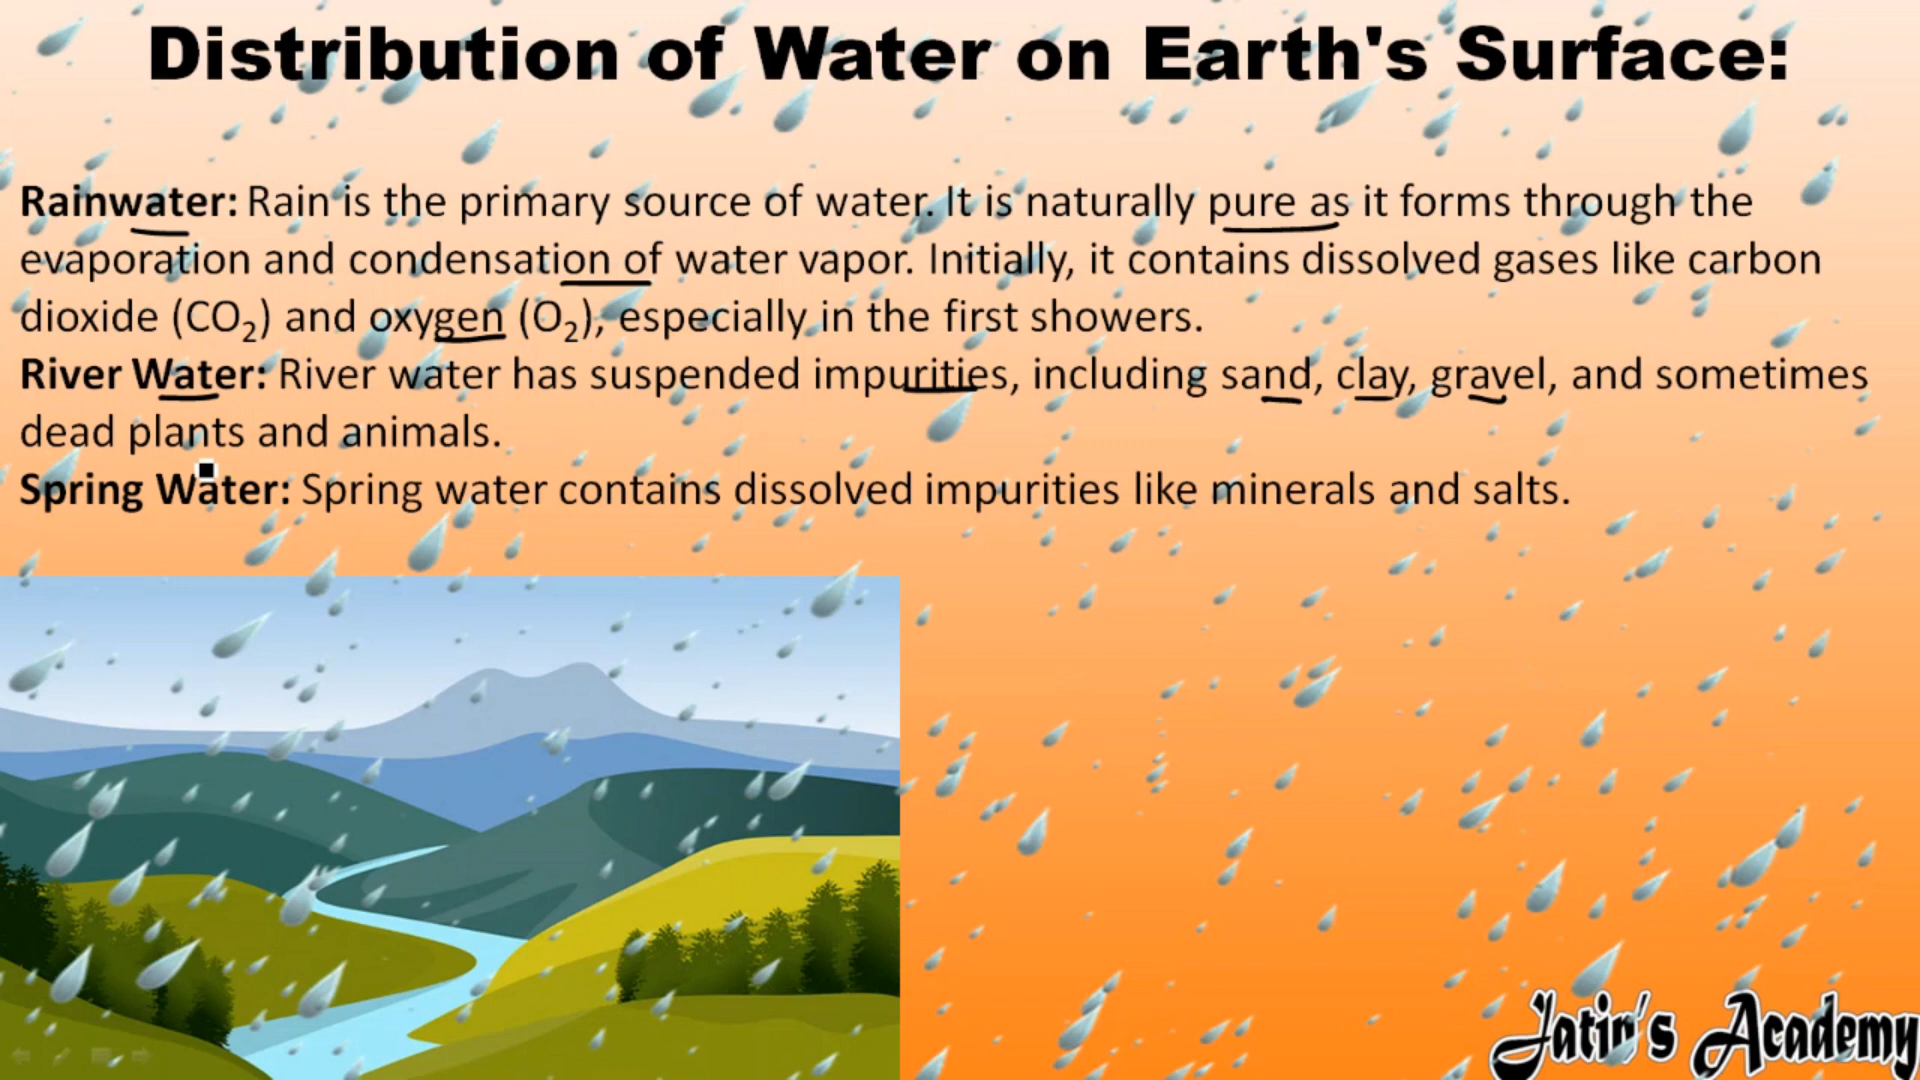 Distribution of Water on Earth's Surface:
Rainwater: Rain is the primary source of water. It is naturally pure as it forms through the
evaporation and condensation of water vapor. Initially, it contains dissolved gases like carbon
dioxide (CO₂) and oxygen (O₂), especially in the first showers.
River Water: River water has suspended impurities, including sand, clay, gravel, and sometimes
dead plants and animals.
Spring Water: Spring water contains dissolved impurities like minerals and salts.
Jatin's Academy